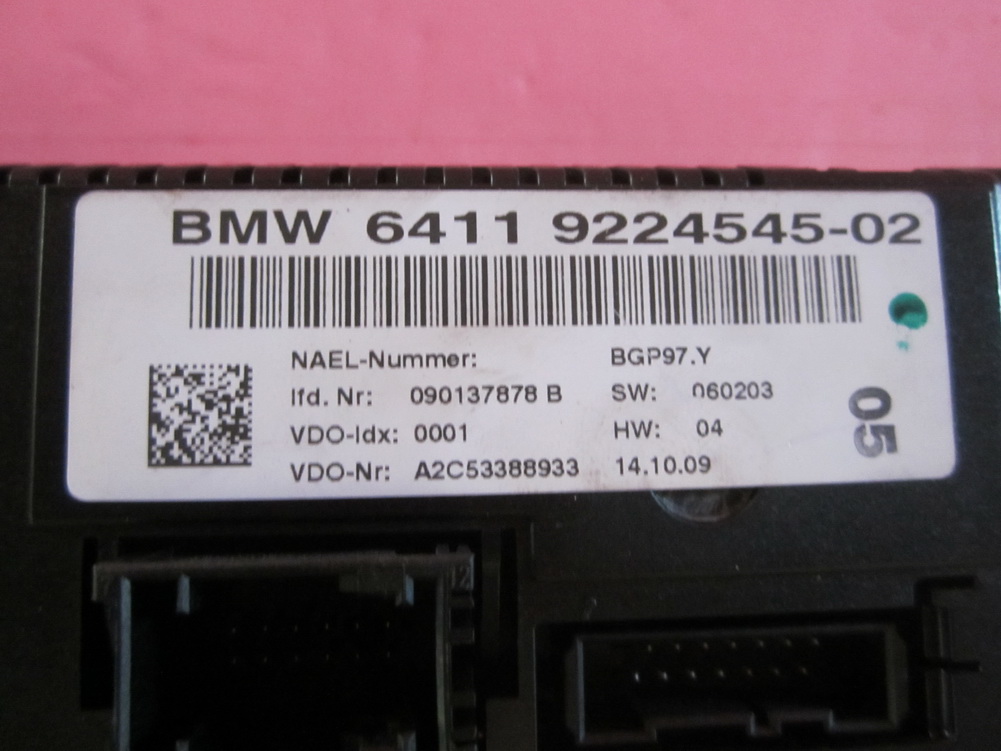 BMW 6411 9224545-02
NAEL-Nummer: BGP97.Y
lfd. Nr: 090137878 B SW: 060203
VDO-Idx: 0001 HW: 04
VDO-Nr: A2C53388933 14.10.09
05